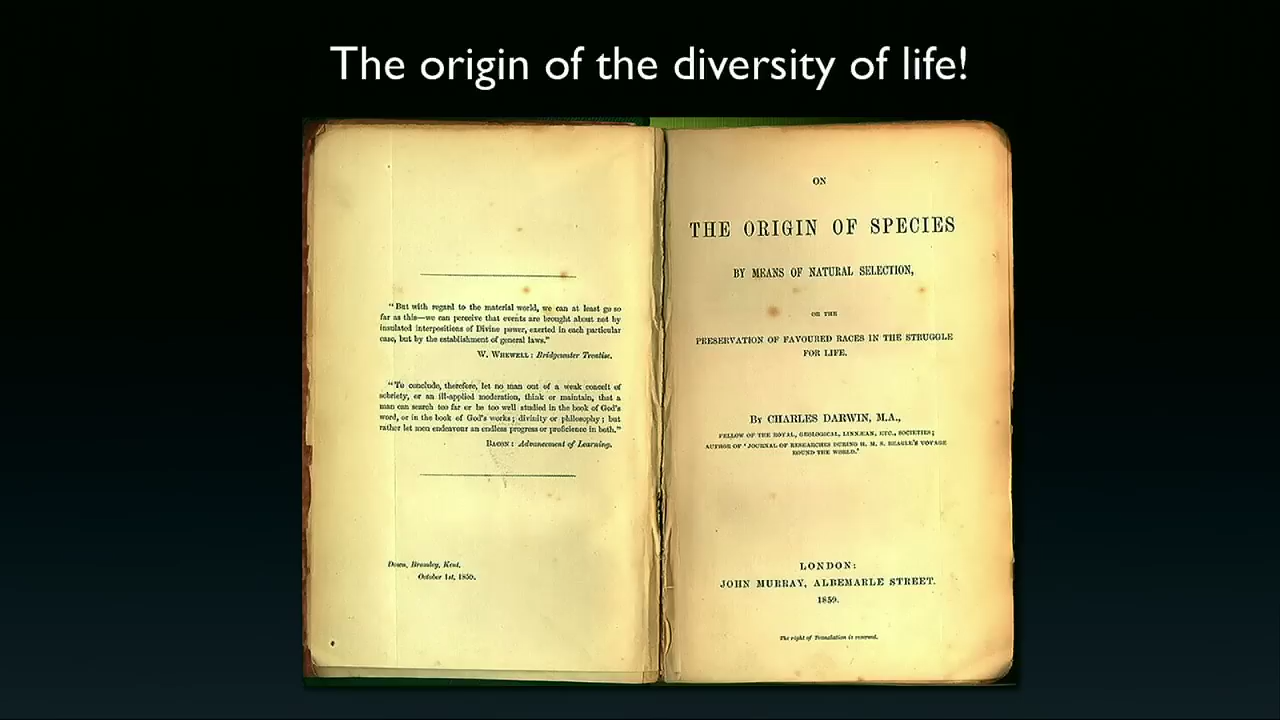 The origin of the diversity of life!
"But with regard to the material world, we can at least go so
far as this—we can perceive that events are brought about not by
insulated interpositions of Divine power, exerted in each particular
case, but by the establishment of general laws."
W. Whewell: Bridgewater Treatise.
"To conclude, therefore, let no man out of a weak conceit of
sobriety, or an ill-applied moderation, think or maintain, that a
man can search too far or be too well studied in the book of God's
word, or in the book of God's works; divinity or philosophy; but
rather let men endeavour an endless progress or proficience in both."
Bacon: Advancement of Learning.
Down, Bromley, Kent,
October 1st, 1859.
ON
THE ORIGIN OF SPECIES
BY MEANS OF NATURAL SELECTION,
OR THE
PRESERVATION OF FAVOURED RACES IN THE STRUGGLE
FOR LIFE.
By CHARLES DARWIN, M.A.,
FELLOW OF THE ROYAL, GEOLOGICAL, LINNÆAN, ETC., SOCIETIES;
AUTHOR OF 'JOURNAL OF RESEARCHES DURING H. M. S. BEAGLE'S VOYAGE
ROUND THE WORLD.'
LONDON:
JOHN MURRAY, ALBEMARLE STREET.
1859.
The right of Translation is reserved.